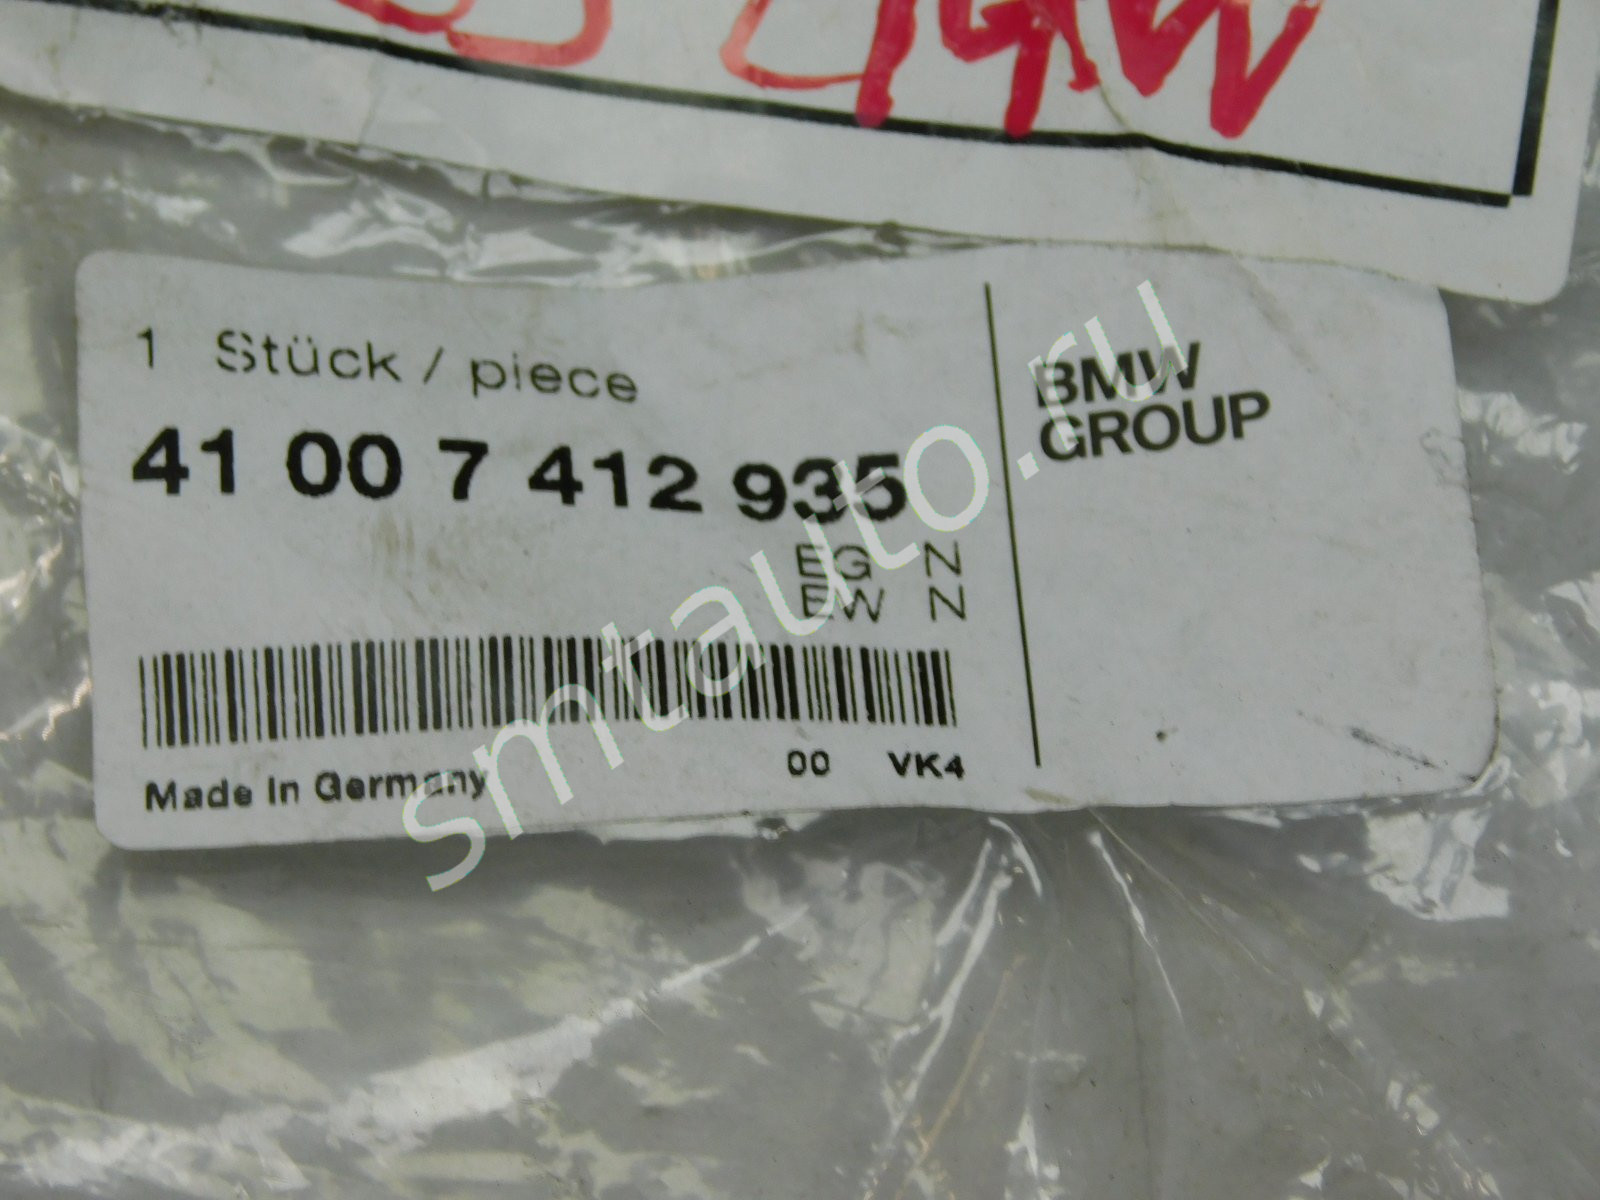 1 Stück / piece
41 00 7 412 935
EG N
EW N
Made In Germany 00 VK4
BMW
GROUP
smtauto.ru